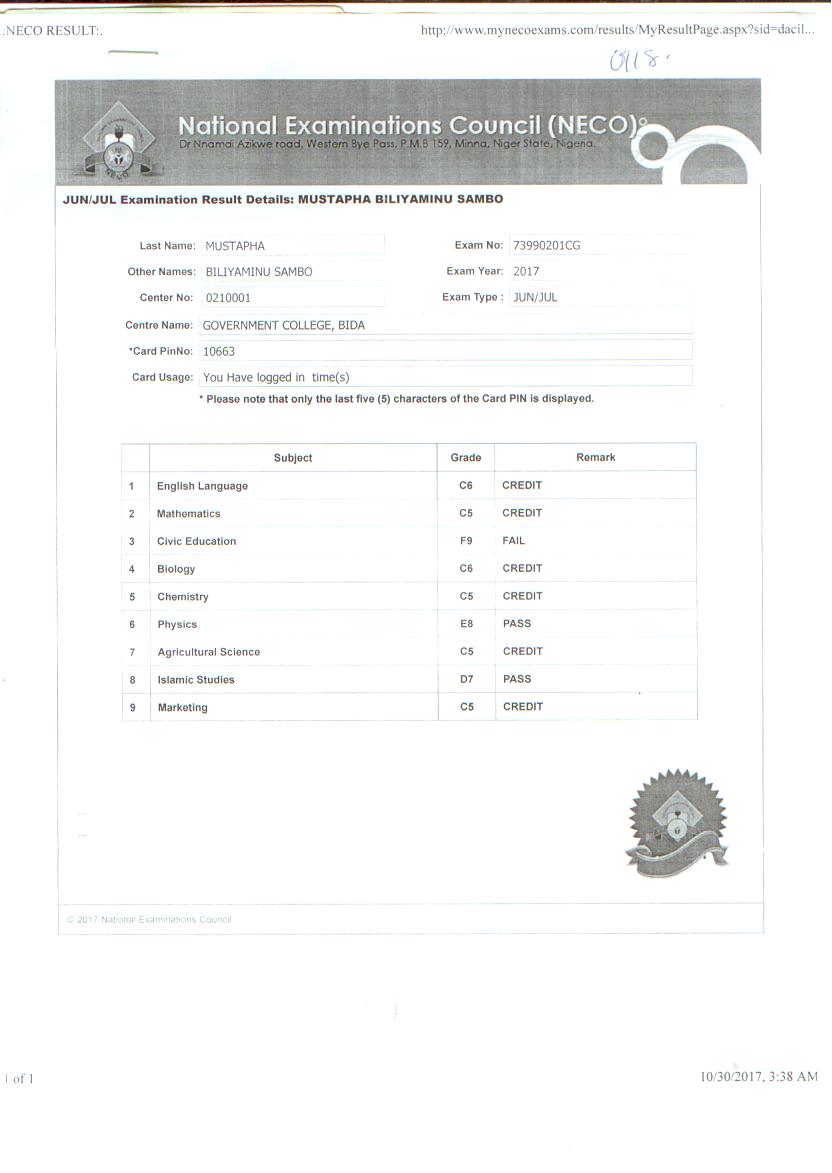 :NECO RESULT:.
http://www.mynecoexams.com/results/MyResultPage.aspx?sid=dacil...
0918.
National Examinations Council (NECO)
Dr Nnamdi Azikwe road, Western Bye Pass, P.M.B 159, Minna, Niger State, Nigeria.
NECO
JUN/JUL Examination Result Details: MUSTAPHA BILIYAMINU SAMBO
Last Name: MUSTAPHA Exam No: 73990201CG
Other Names: BILIYAMINU SAMBO Exam Year: 2017
Center No: 0210001 Exam Type : JUN/JUL
Centre Name: GOVERNMENT COLLEGE, BIDA
*Card PinNo: 10663
Card Usage: You Have logged in time(s)
* Please note that only the last five (5) characters of the Card PIN is displayed.
Subject Grade Remark
1 English Language C6 CREDIT
2 Mathematics C5 CREDIT
3 Civic Education F9 FAIL
4 Biology C6 CREDIT
5 Chemistry C5 CREDIT
6 Physics E8 PASS
7 Agricultural Science C5 CREDIT
8 Islamic Studies D7 PASS
9 Marketing C5 CREDIT
© 2017 National Examinations Council
1 of 1
10/30/2017, 3:38 AM